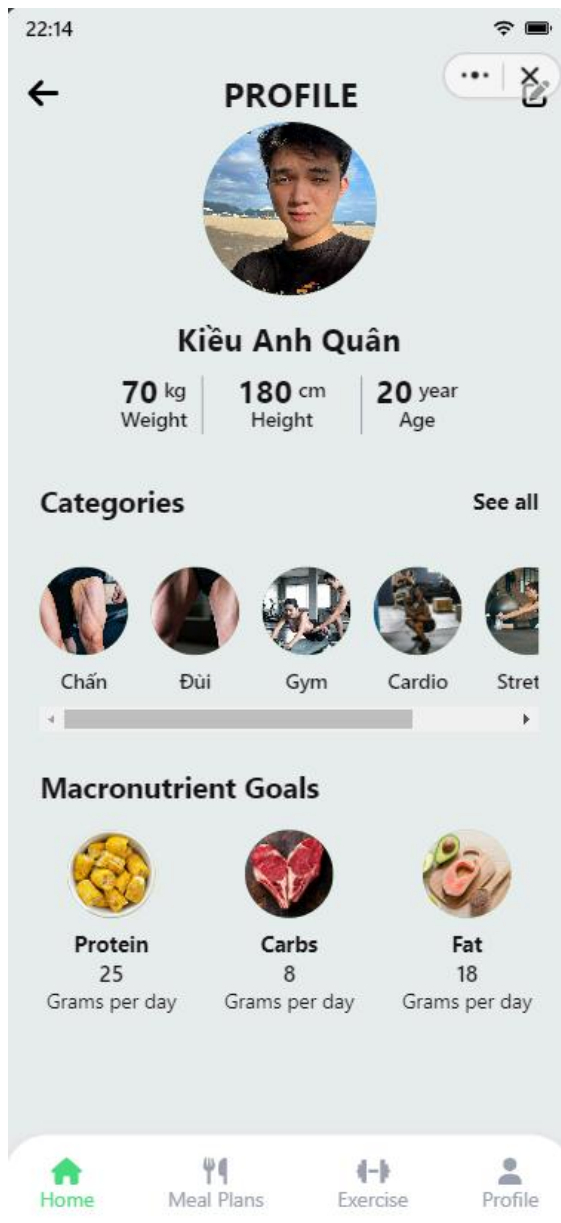 22:14
PROFILE
Kiều Anh Quân
70 kg 180 cm 20 year
Weight Height Age
Categories See all
Chấn Đùi Gym Cardio Stret
Macronutrient Goals
Protein Carbs Fat
25 8 18
Grams per day Grams per day Grams per day
Home Meal Plans Exercise Profile